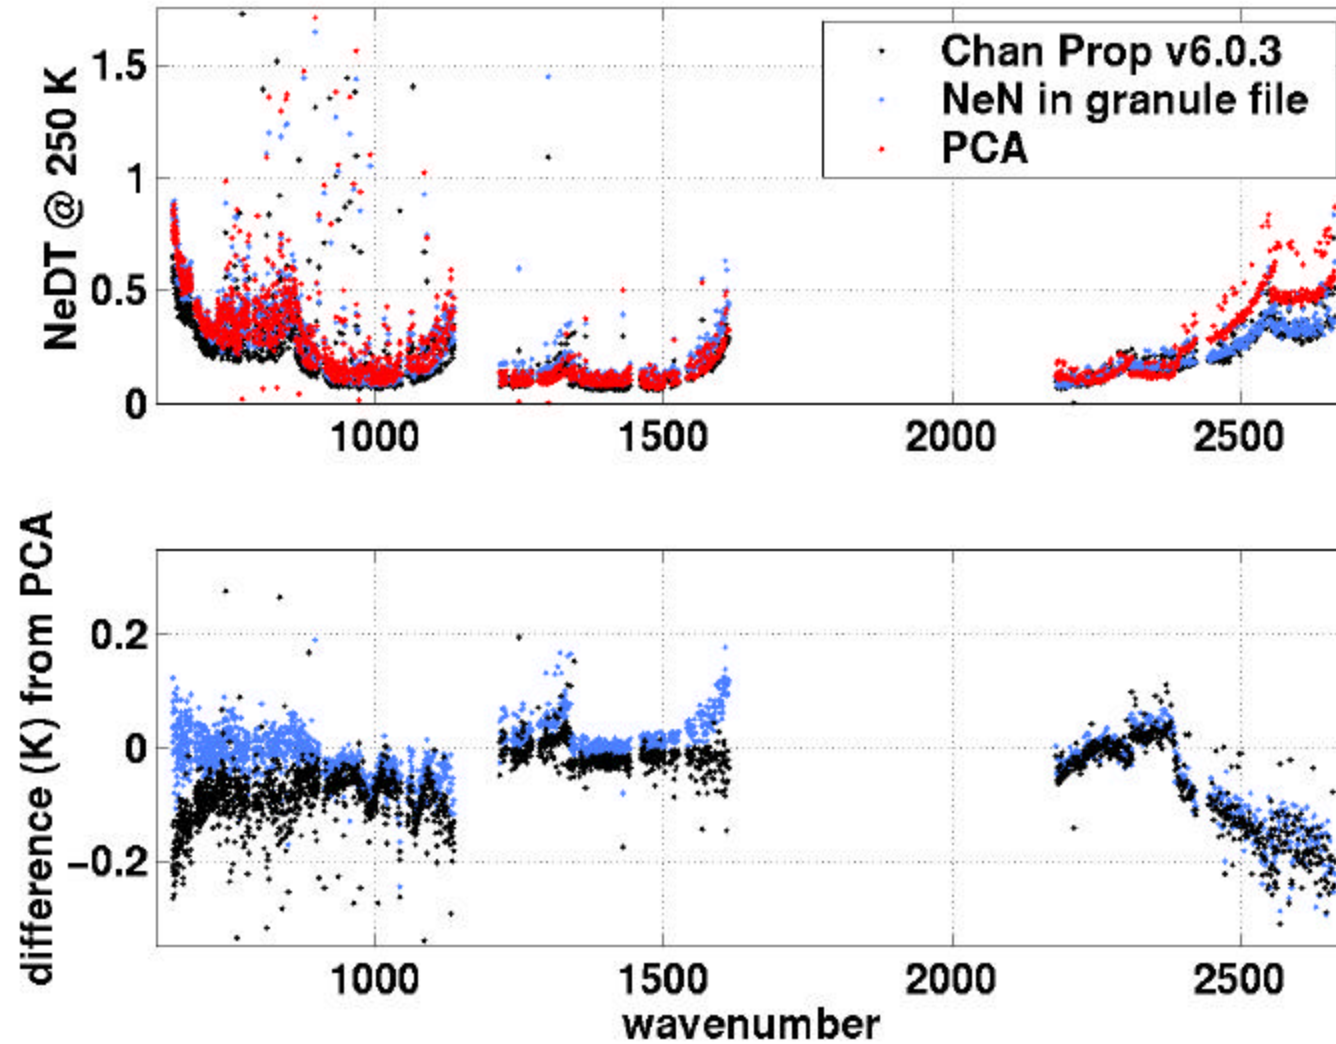 NeDT @ 250 K
1.5
1
0.5
0
Chan Prop v6.0.3
NeN in granule file
PCA
1000 1500 2000 2500
difference (K) from PCA
0.2
0
−0.2
1000 1500 2000 2500
wavenumber